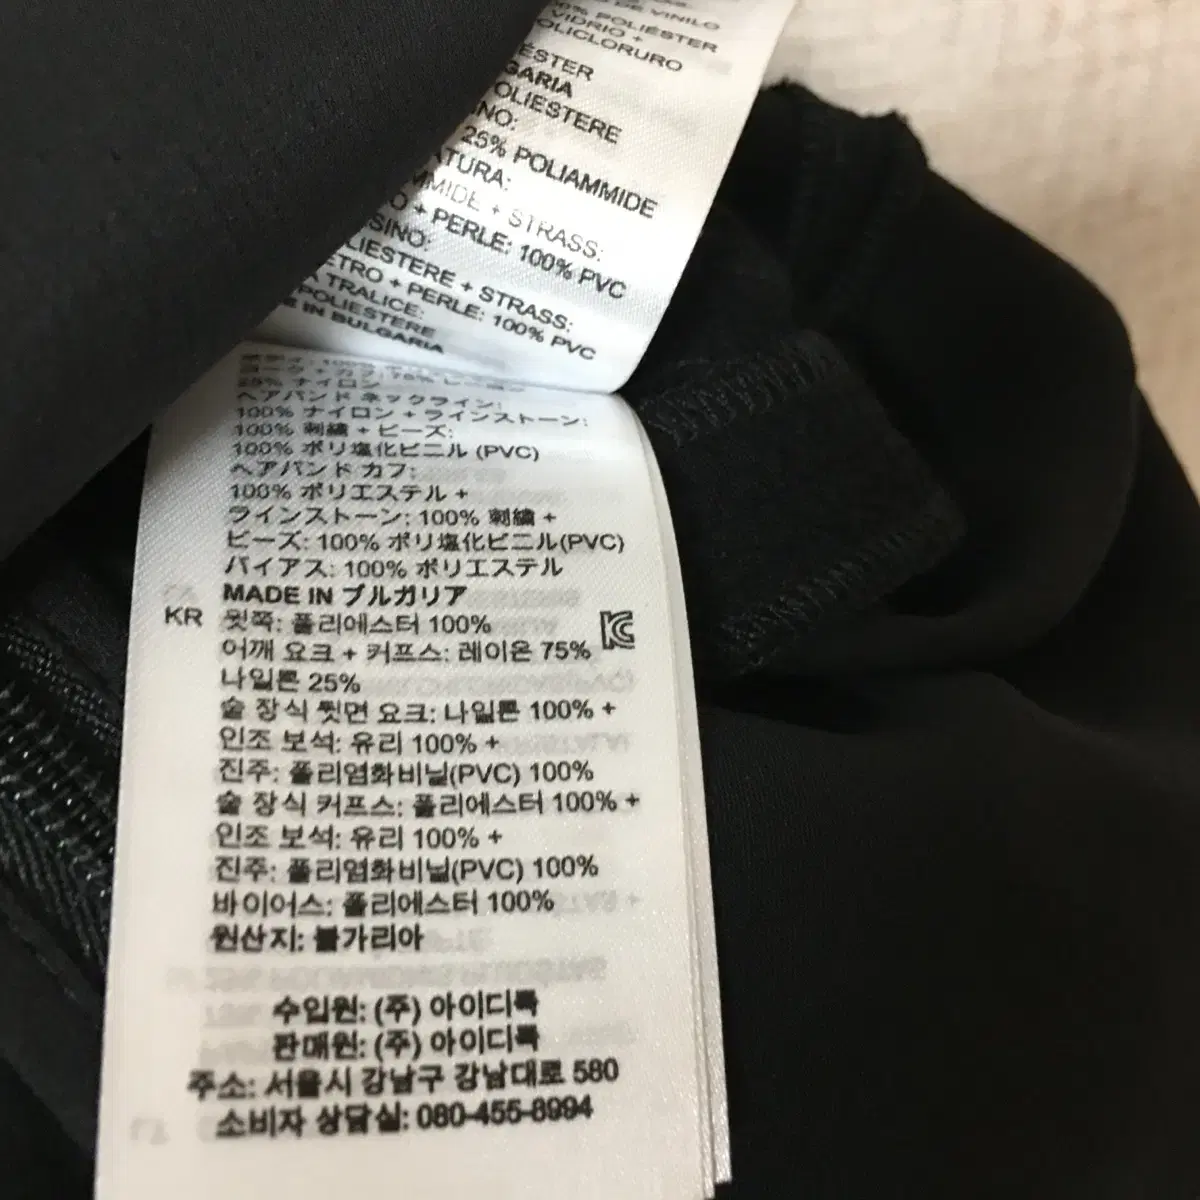 DE VINILO
POLIÉSTER
VIDRIO +
POLICLORURO
BULGARIA
25% POLIAMMIDE
+ STRASS:
+ PERLE: 100% PVC
+ STRASS:
+ PERLE: 100% PVC
TRALICE:
POLIESTERE
IN BULGARIA
25% ナイロン
ヘアバンド ネックライン:
100% ナイロン + ラインストーン:
100% 刺繍 + ビーズ:
100% ポリ塩化ビニル (PVC)
ヘアバンド カフ:
100% ポリエステル +
ラインストーン: 100% 刺繍 +
ビーズ: 100% ポリ塩化ビニル(PVC)
バイアス: 100% ポリエステル
MADE IN ブルガリア
KR 윗쪽: 폴리에스터 100%
어깨 요크 + 커프스: 레이온 75%
나일론 25%
술 장식 뒷면 요크: 나일론 100% +
인조 보석: 유리 100% +
진주: 폴리염화비닐(PVC) 100%
술 장식 커프스: 폴리에스터 100% +
인조 보석: 유리 100% +
진주: 폴리염화비닐(PVC) 100%
바이어스: 폴리에스터 100%
원산지: 불가리아
수입원: (주) 아이디룩
판매원: (주) 아이디룩
주소: 서울시 강남구 강남대로 580
소비자 상담실: 080-455-8994